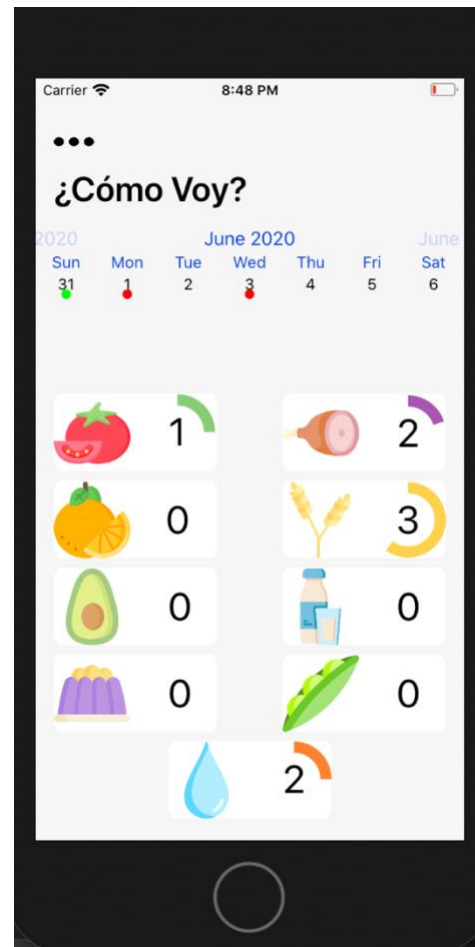 Carrier 8:48 PM
¿Cómo Voy?
2020 June 2020 June
Sun Mon Tue Wed Thu Fri Sat
31 1 2 3 4 5 6
1 2
0 3
0 0
0 0
2